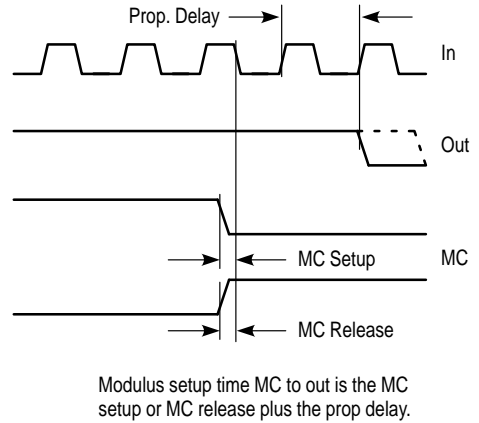 Prop. Delay
In
Out
MC Setup
MC
MC Release
Modulus setup time MC to out is the MC
setup or MC release plus the prop delay.